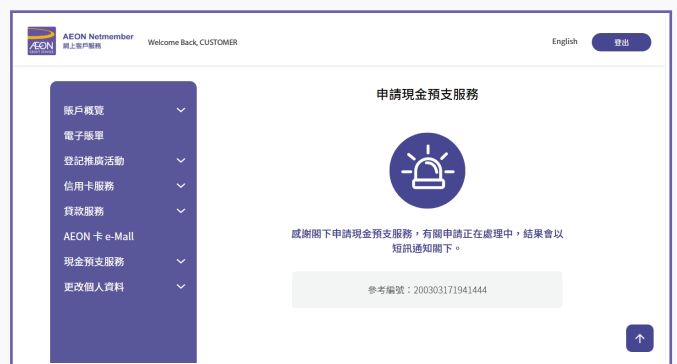 AEON
CREDIT SERVICE
AEON Netmember
網上客戶服務
Welcome Back, CUSTOMER
English
登出
賬戶概覽
電子賬單
登記推廣活動
信用卡服務
貸款服務
AEON 卡 e-Mall
現金預支服務
更改個人資料
申請現金預支服務
感謝閣下申請現金預支服務，有關申請正在處理中，結果會以
短訊通知閣下。
參考編號：200303171941444